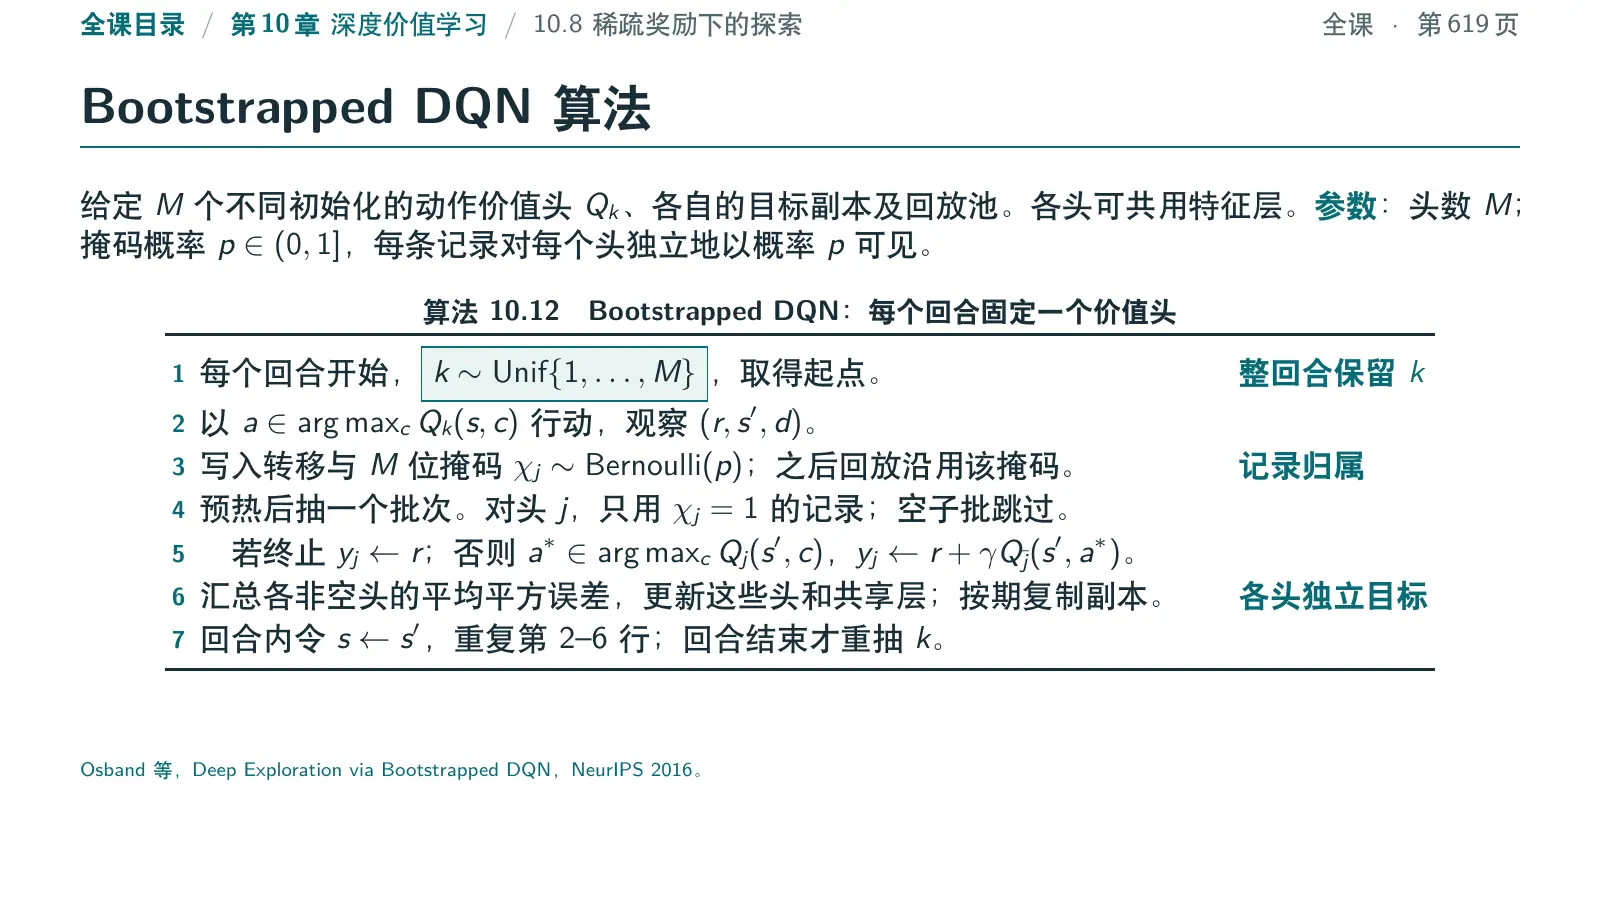 全课目录 / 第 10 章 深度价值学习 / 10.8 稀疏奖励下的探索
全课 · 第 619 页
Bootstrapped DQN 算法
给定 M 个不同初始化的动作价值头 Qₖ、各自的目标副本及回放池。各头可共用特征层。参数：头数 M；
掩码概率 p ∈ (0, 1]，每条记录对每个头独立地以概率 p 可见。
算法 10.12 Bootstrapped DQN：每个回合固定一个价值头
1 每个回合开始， k ∼ Unif{1, . . . , M} ，取得起点。 整回合保留 k
2 以 a ∈ arg max_c Qₖ(s, c) 行动，观察 (r, s′, d)。
3 写入转移与 M 位掩码 χⱼ ∼ Bernoulli(p)；之后回放沿用该掩码。 记录归属
4 预热后抽一个批次。对头 j，只用 χⱼ = 1 的记录；空子批跳过。
5 若终止 yⱼ ← r；否则 a* ∈ arg max_c Qⱼ(s′, c)，yⱼ ← r + γQ_j̄(s′, a*)。
6 汇总各非空头的平均平方误差，更新这些头和共享层；按期复制副本。 各头独立目标
7 回合内令 s ← s′，重复第 2–6 行；回合结束才重抽 k。
Osband 等，Deep Exploration via Bootstrapped DQN，NeurIPS 2016。